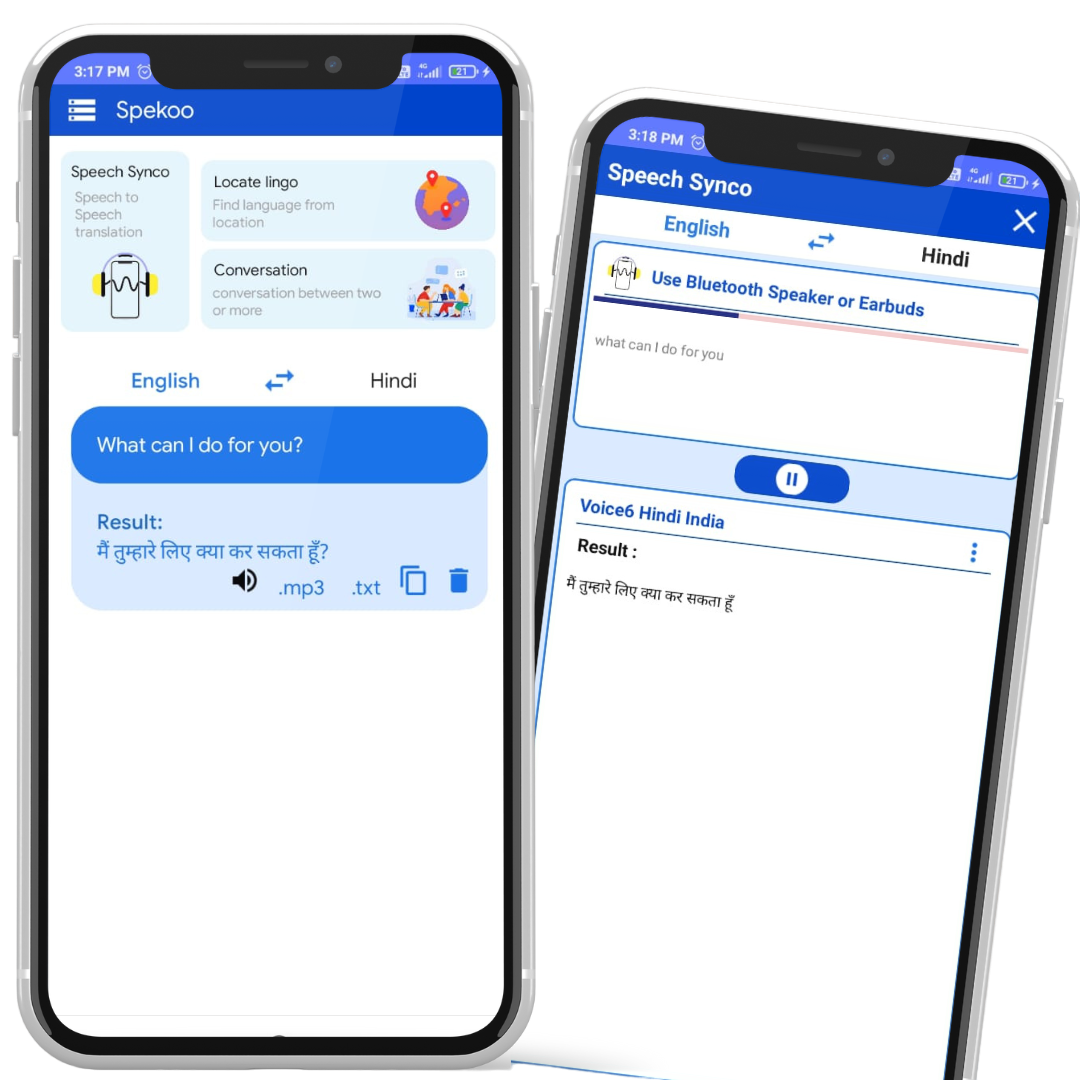 3:17 PM
4G
21
Spekoo
Speech Synco
Speech to
Speech
translation
Locate lingo
Find language from
location
Conversation
conversation between two
or more
English
Hindi
What can I do for you?
Result:
मैं तुम्हारे लिए क्या कर सकता हूँ?
.mp3
.txt
3:18 PM
4G
21
Speech Synco
English
Hindi
Use Bluetooth Speaker or Earbuds
what can I do for you
Voice6 Hindi India
Result :
मैं तुम्हारे लिए क्या कर सकता हूँ